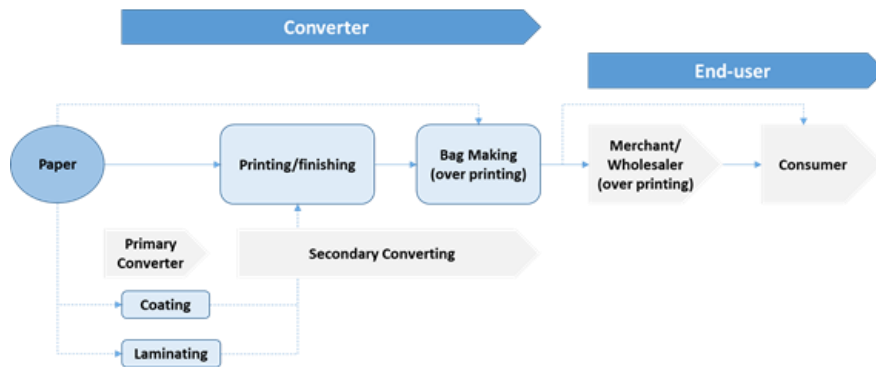 Converter
End-user
Paper
Printing/finishing
Bag Making
(over printing)
Merchant/
Wholesaler
(over printing)
Consumer
Primary
Converter
Secondary Converting
Coating
Laminating